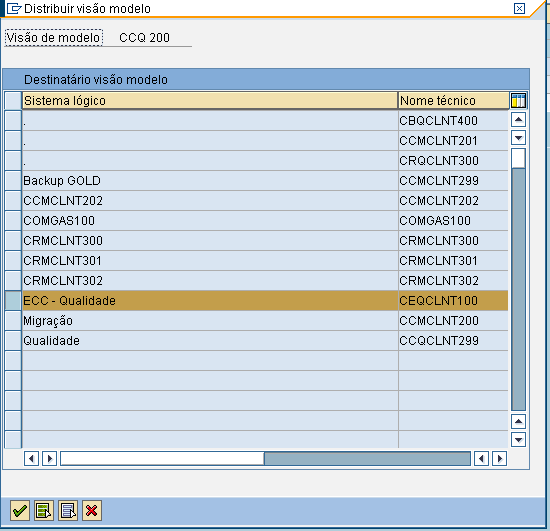 Distribuir visão modelo
Visão de modelo CCQ 200
Destinatário visão modelo
Sistema lógico Nome técnico
. CBQCLNT400
. CCMCLNT201
. CRQCLNT300
Backup GOLD CCMCLNT299
CCMCLNT202 CCMCLNT202
COMGAS100 COMGAS100
CRMCLNT300 CRMCLNT300
CRMCLNT301 CRMCLNT301
CRMCLNT302 CRMCLNT302
ECC - Qualidade CEQCLNT100
Migração CCMCLNT200
Qualidade CCQCLNT299